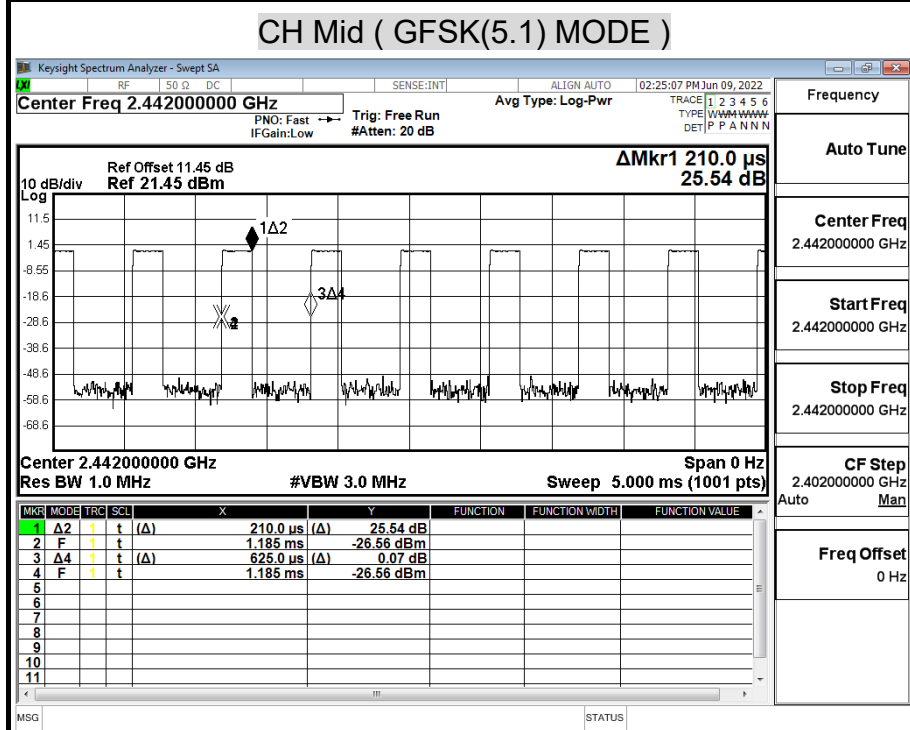 CH Mid ( GFSK(5.1) MODE )
Keysight Spectrum Analyzer - Swept SA
LXI RF 50 Ω DC SENSE:INT ALIGN AUTO 02:25:07 PM Jun 09, 2022
Center Freq 2.442000000 GHz
PNO: Fast
IFGain:Low
Trig: Free Run
#Atten: 20 dB
Avg Type: Log-Pwr
TRACE 1 2 3 4 5 6
TYPE WWMWWWW
DET P P A N N N
ΔMkr1 210.0 µs
25.54 dB
10 dB/div
Log
Ref Offset 11.45 dB
Ref 21.45 dBm
11.5
1.45
-8.55
-18.6
-28.6
-38.6
-48.6
-58.6
-68.6
1Δ2
3Δ4
Center 2.442000000 GHz Span 0 Hz
Res BW 1.0 MHz #VBW 3.0 MHz Sweep 5.000 ms (1001 pts)
MKR MODE TRC SCL X Y FUNCTION FUNCTION WIDTH FUNCTION VALUE
1 Δ2 1 t (Δ) 210.0 µs (Δ) 25.54 dB
2 F 1 t 1.185 ms -26.56 dBm
3 Δ4 1 t (Δ) 625.0 µs (Δ) 0.07 dB
4 F 1 t 1.185 ms -26.56 dBm
5
6
7
8
9
10
11
MSG STATUS
Frequency
Auto Tune
Center Freq
2.442000000 GHz
Start Freq
2.442000000 GHz
Stop Freq
2.442000000 GHz
CF Step
2.402000000 GHz
Auto Man
Freq Offset
0 Hz